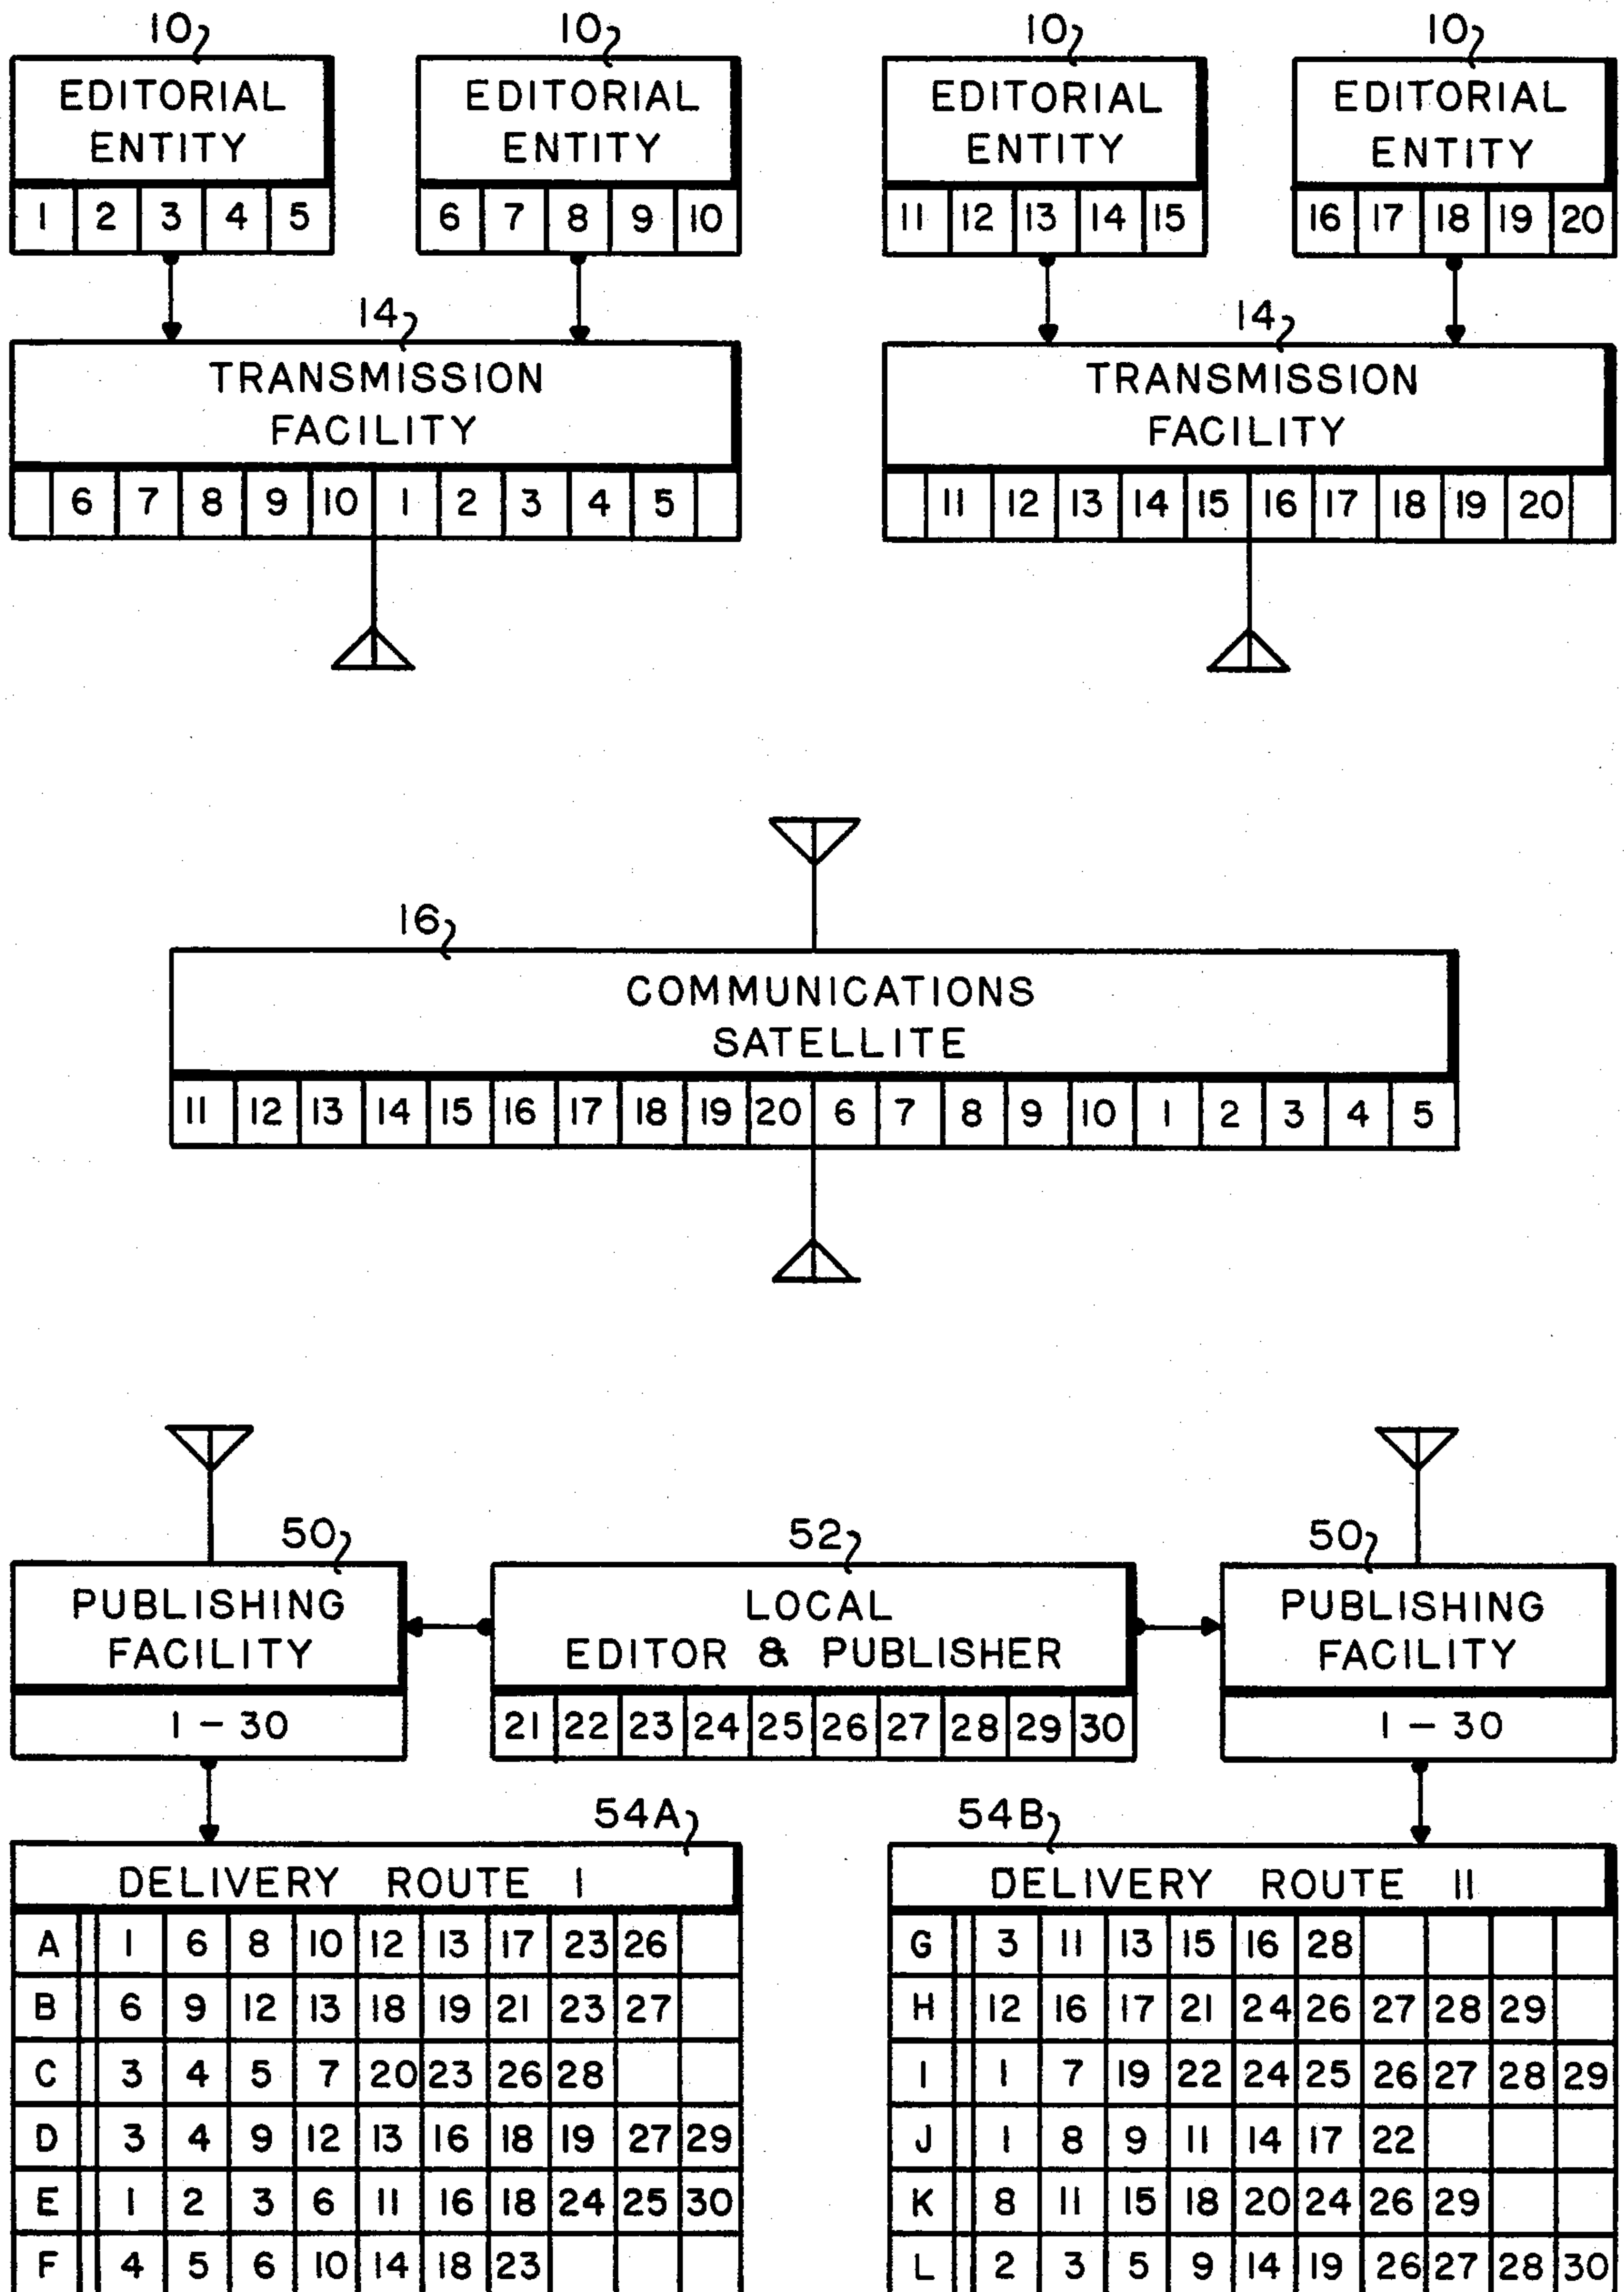 10 10 10 10
EDITORIAL ENTITY
EDITORIAL ENTITY
EDITORIAL ENTITY
EDITORIAL ENTITY
1 2 3 4 5
6 7 8 9 10
11 12 13 14 15
16 17 18 19 20
14 14
TRANSMISSION
FACILITY
6 7 8 9 10 1 2 3 4 5
TRANSMISSION
FACILITY
11 12 13 14 15 16 17 18 19 20
16
COMMUNICATIONS
SATELLITE
11 12 13 14 15 16 17 18 19 20 6 7 8 9 10 1 2 3 4 5
50
PUBLISHING
FACILITY
1 – 30
52
LOCAL
EDITOR & PUBLISHER
21 22 23 24 25 26 27 28 29 30
50
PUBLISHING
FACILITY
1 – 30
54A
DELIVERY ROUTE I
A 1 6 8 10 12 13 17 23 26
B 6 9 12 13 18 19 21 23 27
C 3 4 5 7 20 23 26 28
D 3 4 9 12 13 16 18 19 27 29
E 1 2 3 6 11 16 18 24 25 30
F 4 5 6 10 14 18 23
54B
DELIVERY ROUTE II
G 3 11 13 15 16 28
H 12 16 17 21 24 26 27 28 29
I 1 7 19 22 24 25 26 27 28 29
J 1 8 9 11 14 17 22
K 8 11 15 18 20 24 26 29
L 2 3 5 9 14 19 26 27 28 30